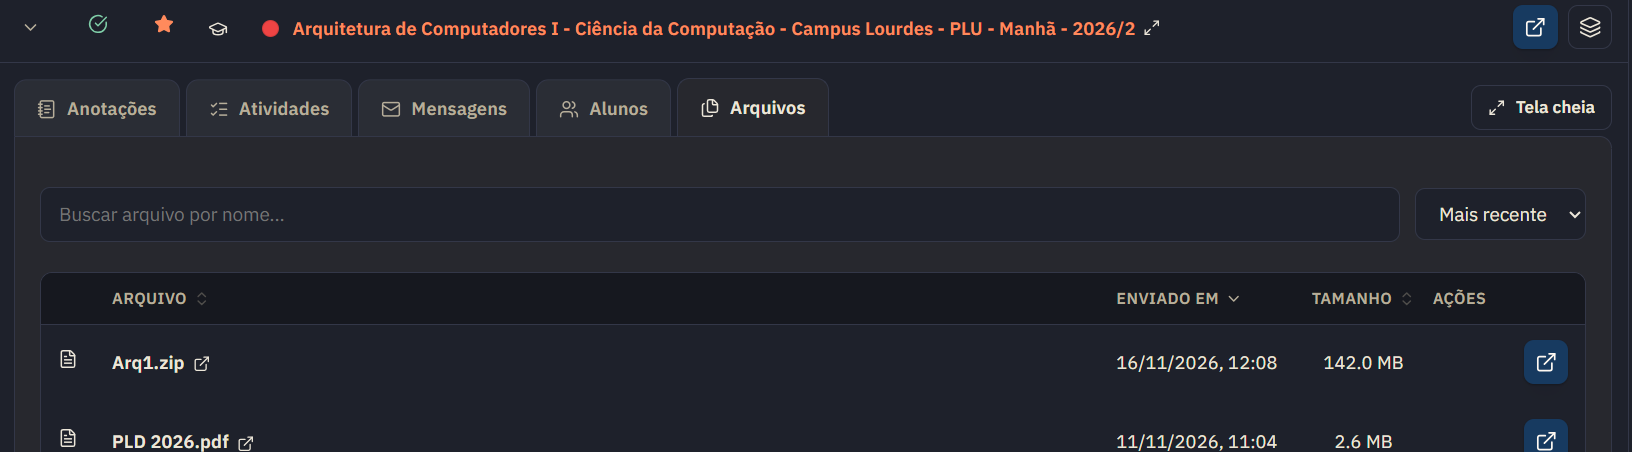 Arquitetura de Computadores I - Ciência da Computação - Campus Lourdes - PLU - Manhã - 2026/2
Anotações Atividades Mensagens Alunos Arquivos Tela cheia
Buscar arquivo por nome... Mais recente
ARQUIVO ENVIADO EM TAMANHO AÇÕES
Arq1.zip 16/11/2026, 12:08 142.0 MB
PLD 2026.pdf 11/11/2026, 11:04 2.6 MB